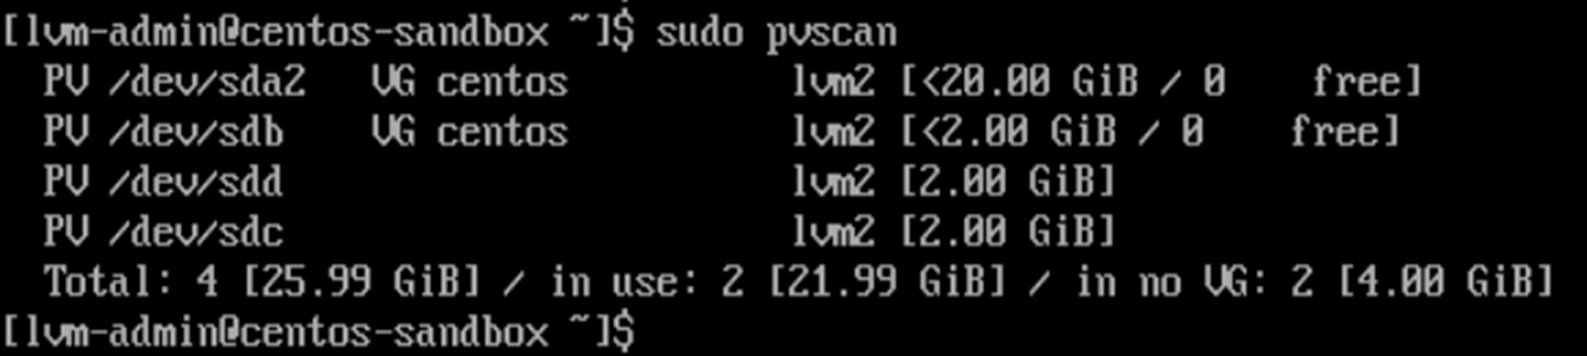 [lvm-admin@centos-sandbox ~]$ sudo pvscan
  PV /dev/sda2   VG centos          lvm2 [<20.00 GiB / 0    free]
  PV /dev/sdb    VG centos          lvm2 [<2.00 GiB / 0    free]
  PV /dev/sdd                       lvm2 [2.00 GiB]
  PV /dev/sdc                       lvm2 [2.00 GiB]
  Total: 4 [25.99 GiB] / in use: 2 [21.99 GiB] / in no VG: 2 [4.00 GiB]
[lvm-admin@centos-sandbox ~]$